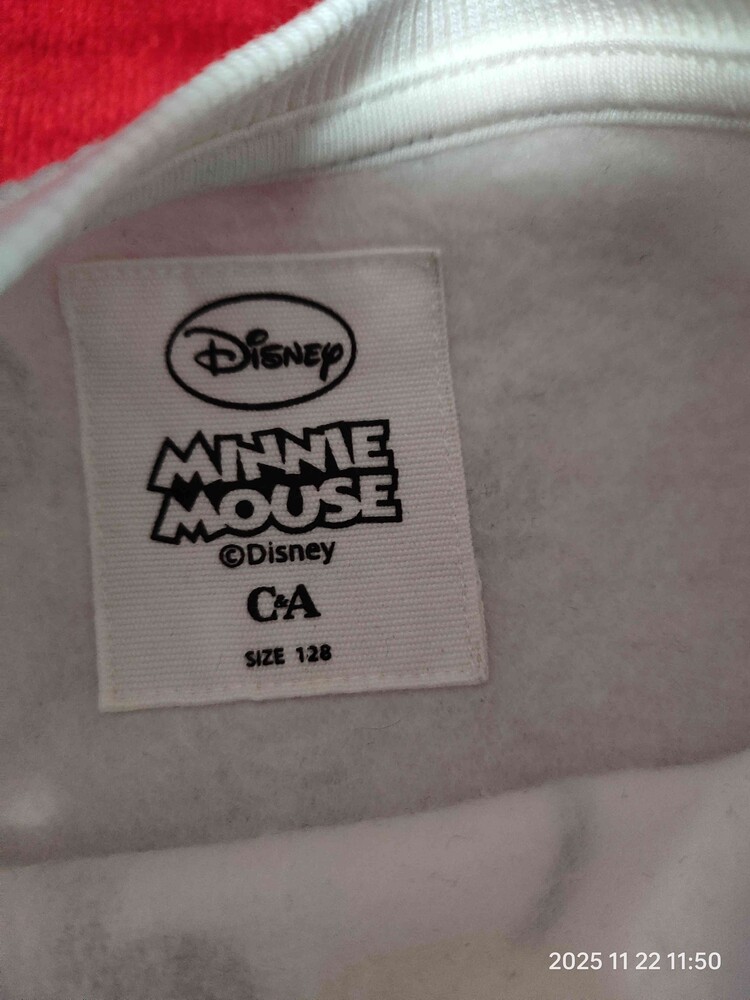 Disney
MINNIE
MOUSE
©Disney
C&A
SIZE 128
2025 11 22 11:50